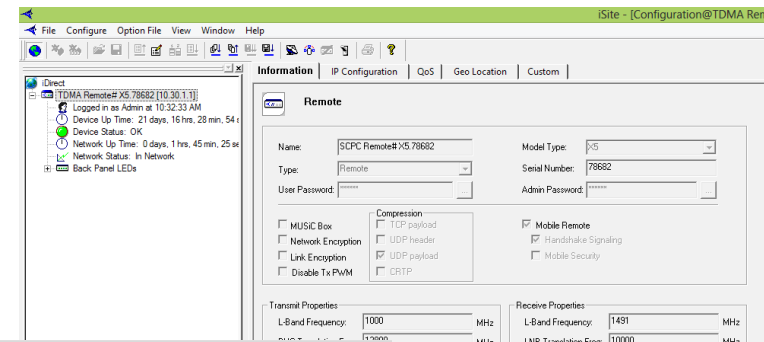 iSite - [Configuration@TDMA Rem
File Configure Option File View Window Help
Information IP Configuration QoS Geo Location Custom
iDirect
TDMA Remote# X5.78682 [10.30.1.1]
Logged in as Admin at 10:32:33 AM
Device Up Time: 21 days, 16 hrs, 28 min, 54 s
Device Status: OK
Network Up Time: 0 days, 1 hrs, 45 min, 25 se
Network Status: In Network
Back Panel LEDs
Remote
Name: SCPC Remote# X5.78682 Model Type: X5
Type: Remote Serial Number: 78682
User Password: ****** ... Admin Password: ****** ...
Compression
MUSiC Box TCP payload Mobile Remote
Network Encryption UDP header Handshake Signaling
Link Encryption UDP payload Mobile Security
Disable Tx PWM CRTP
Transmit Properties Receive Properties
L-Band Frequency: 1000 MHz L-Band Frequency: 1491 MHz